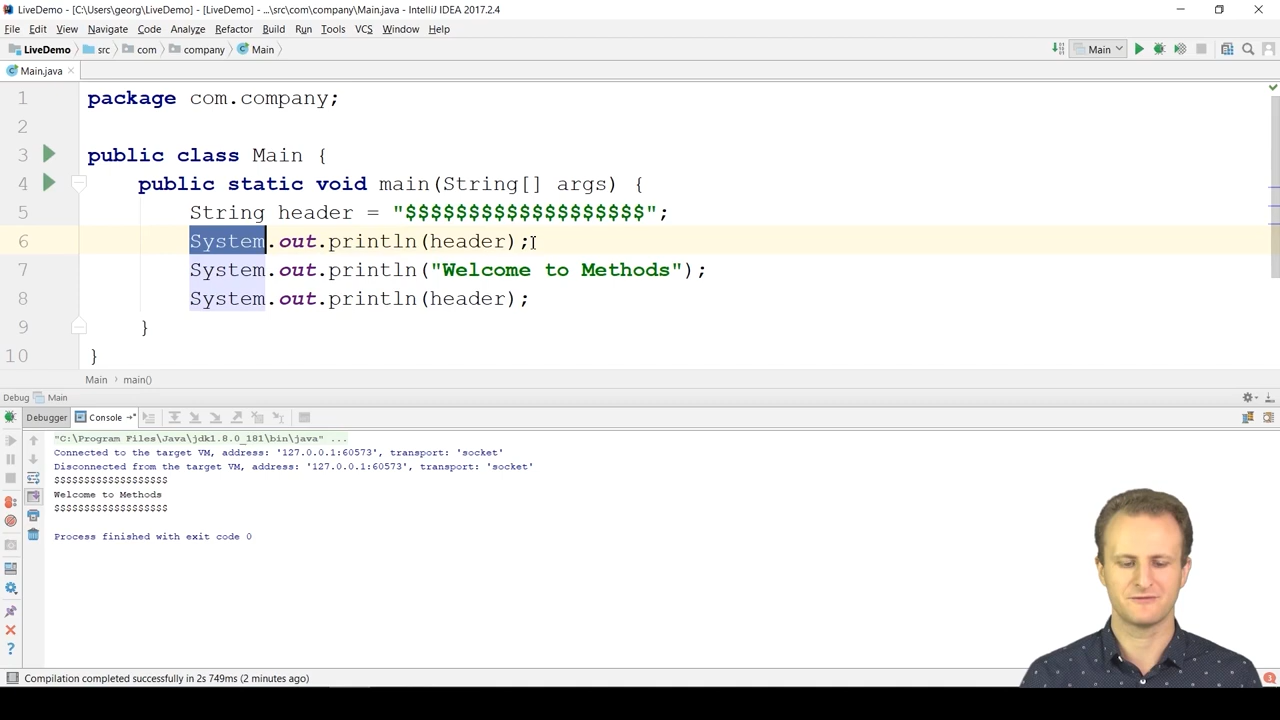 LiveDemo - [C:\Users\georg\LiveDemo] - [LiveDemo] - ...\src\com\company\Main.java - IntelliJ IDEA 2017.2.4
File Edit View Navigate Code Analyze Refactor Build Run Tools VCS Window Help
LiveDemo src com company Main Main
Main.java
1 package com.company;
2
3 public class Main {
4 public static void main(String[] args) {
5 String header = "$$$$$$$$$$$$$$$$$$$";
6 System.out.println(header);
7 System.out.println("Welcome to Methods");
8 System.out.println(header);
9 }
10 }
Main main()
Debug Main
Debugger Console
"C:\Program Files\Java\jdk1.8.0_181\bin\java" ...
Connected to the target VM, address: '127.0.0.1:60573', transport: 'socket'
Disconnected from the target VM, address: '127.0.0.1:60573', transport: 'socket'
$$$$$$$$$$$$$$$$$$$
Welcome to Methods
$$$$$$$$$$$$$$$$$$$
Process finished with exit code 0
Compilation completed successfully in 2s 749ms (2 minutes ago)
3